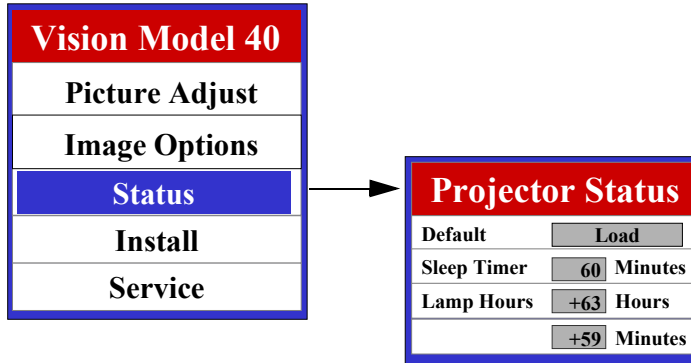 Vision Model 40
Picture Adjust
Image Options
Status
Install
Service
Projector Status
Default Load
Sleep Timer 60 Minutes
Lamp Hours +63 Hours
+59 Minutes